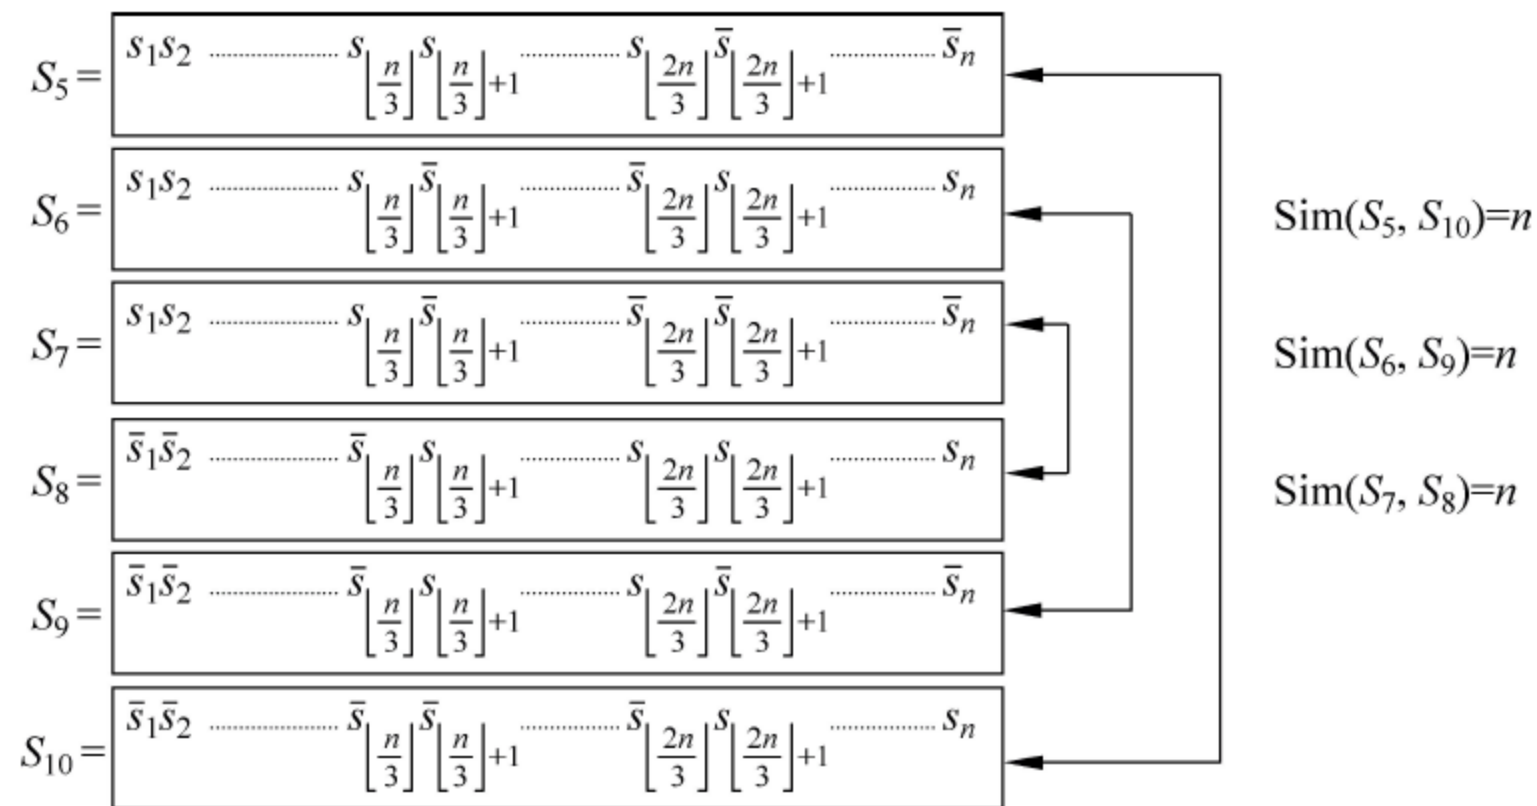 S₅= s₁s₂ ………… s⌊n/3⌋ s⌊n/3⌋+1 ………… s⌊2n/3⌋ s̄⌊2n/3⌋+1 ………… s̄ₙ
S₆= s₁s₂ ………… s⌊n/3⌋ s̄⌊n/3⌋+1 ………… s̄⌊2n/3⌋ s⌊2n/3⌋+1 ………… sₙ
Sim(S₅, S₁₀)=n
S₇= s₁s₂ ………… s⌊n/3⌋ s̄⌊n/3⌋+1 ………… s̄⌊2n/3⌋ s̄⌊2n/3⌋+1 ………… s̄ₙ
Sim(S₆, S₉)=n
S₈= s̄₁s̄₂ ………… s̄⌊n/3⌋ s⌊n/3⌋+1 ………… s⌊2n/3⌋ s⌊2n/3⌋+1 ………… sₙ
Sim(S₇, S₈)=n
S₉= s̄₁s̄₂ ………… s̄⌊n/3⌋ s⌊n/3⌋+1 ………… s⌊2n/3⌋ s̄⌊2n/3⌋+1 ………… s̄ₙ
S₁₀= s̄₁s̄₂ ………… s̄⌊n/3⌋ s̄⌊n/3⌋+1 ………… s̄⌊2n/3⌋ s⌊2n/3⌋+1 ………… sₙ